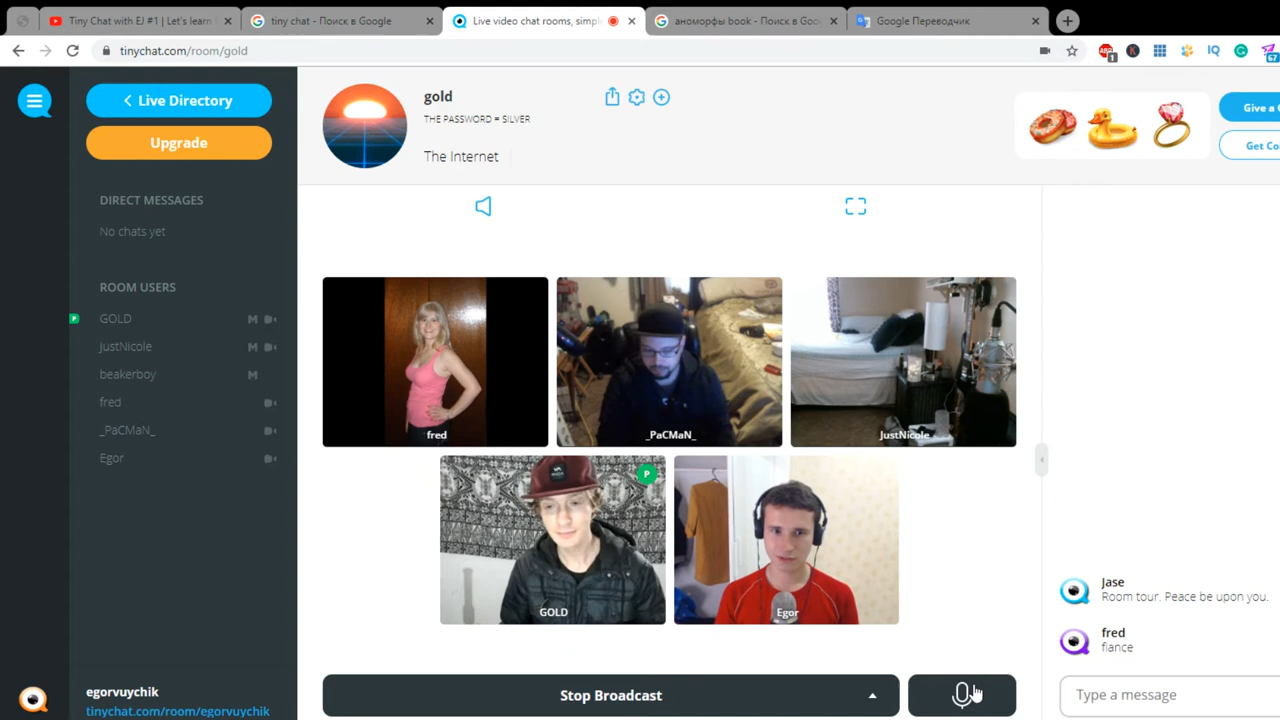 Tiny Chat with EJ #1 | Let's learn
tiny chat - Поиск в Google
Live video chat rooms, simpl
аноморфы book - Поиск в Goo
Google Переводчик
tinychat.com/room/gold
1
IQ
67
Live Directory
Upgrade
DIRECT MESSAGES
No chats yet
ROOM USERS
P
GOLD
M
JustNicole
M
beakerboy
M
fred
_PaCMaN_
Egor
egorvuychik
tinychat.com/room/egorvuychik
gold
THE PASSWORD = SILVER
The Internet
Give a
Get Co
fred
_PaCMaN_
JustNicole
P
GOLD
Egor
Stop Broadcast
Jase
Room tour. Peace be upon you.
fred
fiance
Type a message